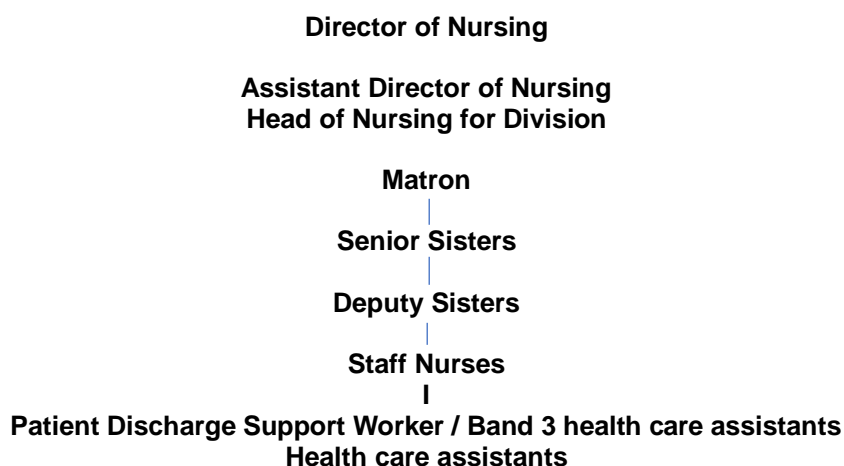 Director of Nursing
Assistant Director of Nursing
Head of Nursing for Division
Matron
Senior Sisters
Deputy Sisters
Staff Nurses
I
Patient Discharge Support Worker / Band 3 health care assistants
Health care assistants